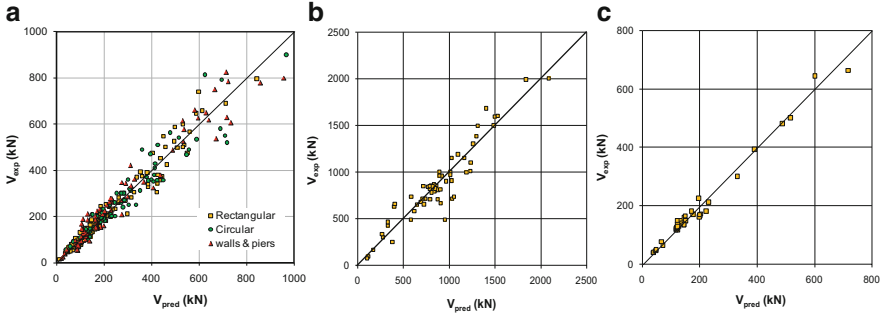 a
1000
800
600
400
200
0
0 200 400 600 800 1000
V_exp (kN)
V_pred (kN)
Rectangular
Circular
walls & piers
b
2500
2000
1500
1000
500
0
0 500 1000 1500 2000 2500
V_exp (kN)
V_pred (kN)
c
800
600
400
200
0
0 200 400 600 800
V_exp (kN)
V_pred (kN)